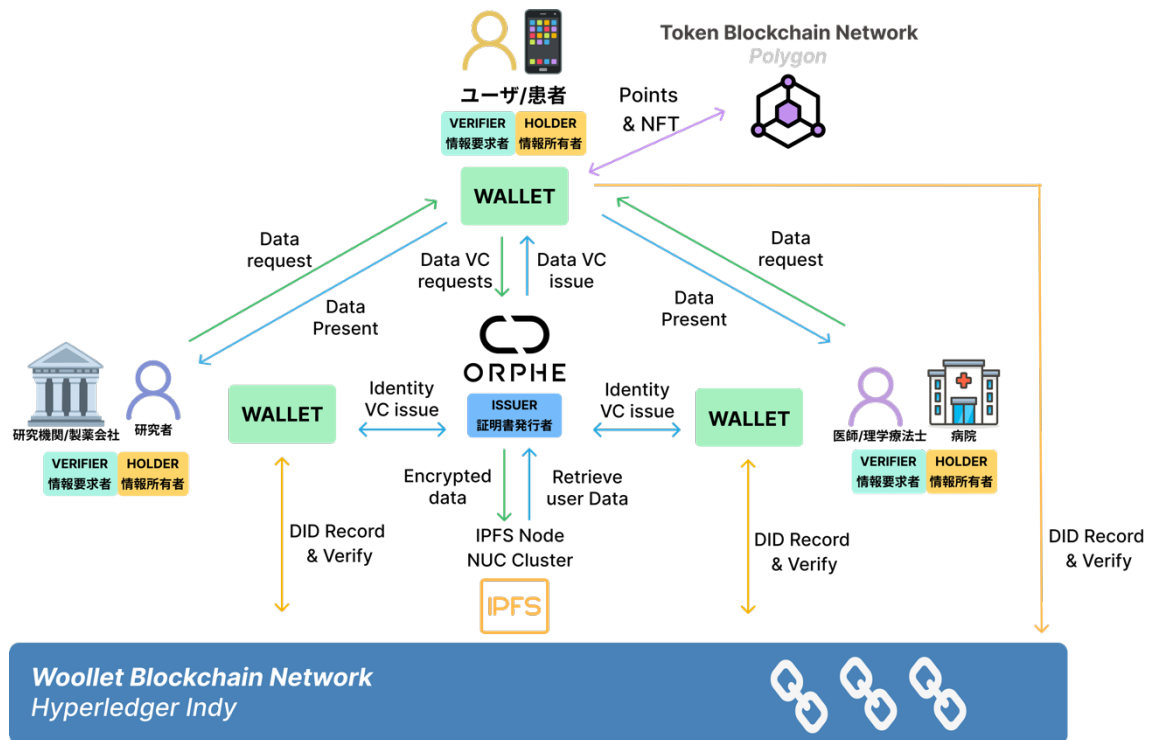 Token Blockchain Network
Polygon
ユーザ/患者
VERIFIER
情報要求者
HOLDER
情報所有者
Points
& NFT
WALLET
Data
request
Data
Present
Data VC
requests
Data VC
issue
Data
request
Data
Present
ORPHE
ISSUER
証明書発行者
研究機関/製薬会社
研究者
VERIFIER
情報要求者
HOLDER
情報所有者
WALLET
Identity
VC issue
Identity
VC issue
WALLET
医師/理学療法士
病院
VERIFIER
情報要求者
HOLDER
情報所有者
Encrypted
data
Retrieve
user Data
DID Record
& Verify
IPFS Node
NUC Cluster
IPFS
DID Record
& Verify
DID Record
& Verify
Woollet Blockchain Network
Hyperledger Indy